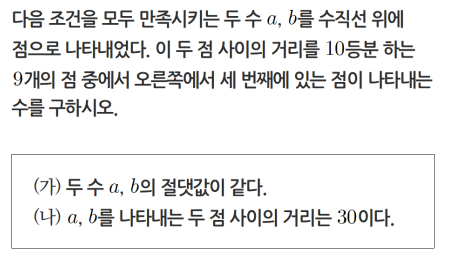 다음 조건을 모두 만족시키는 두 수 a, b를 수직선 위에
점으로 나타내었다. 이 두 점 사이의 거리를 10등분 하는
9개의 점 중에서 오른쪽에서 세 번째에 있는 점이 나타내는
수를 구하시오.
(가) 두 수 a, b의 절댓값이 같다.
(나) a, b를 나타내는 두 점 사이의 거리는 30이다.